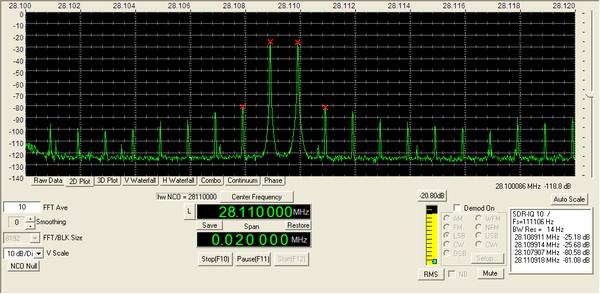 28.100 28.102 28.104 28.106 28.108 28.110 28.112 28.114 28.116 28.118 28.120
0
-10
-20
-30
-40
-50
-60
-70
-80
-90
-100
-110
-120
-130
-140
Raw Data 2D Plot 3D Plot V Waterfall H Waterfall Combo Continuum Phase
28.100086 MHz -118.8 dB
10 FFT Ave
0 Smoothing
8192 FFT/BLK Size
10 dB/Di V Scale
NCO Null
hw NCO = 28110000 Center Frequency
L 28.110000 MHz
Save Span Restore
0.020000 MHz
Stop(F10) Pause(F11) Start(F12)
-20.80dB
RMS
Demod On
AM WFM
FM NFM
LSB USB
CW CWr
DSB Setup...
NB Mute
Auto Scale
SDR-IQ 10 /
Fs=111106 Hz
BW Res = 14 Hz
28.108911 MHz -25.18 dB
28.109914 MHz -25.68 dB
28.107907 MHz -80.58 dB
28.110918 MHz -81.08 dB